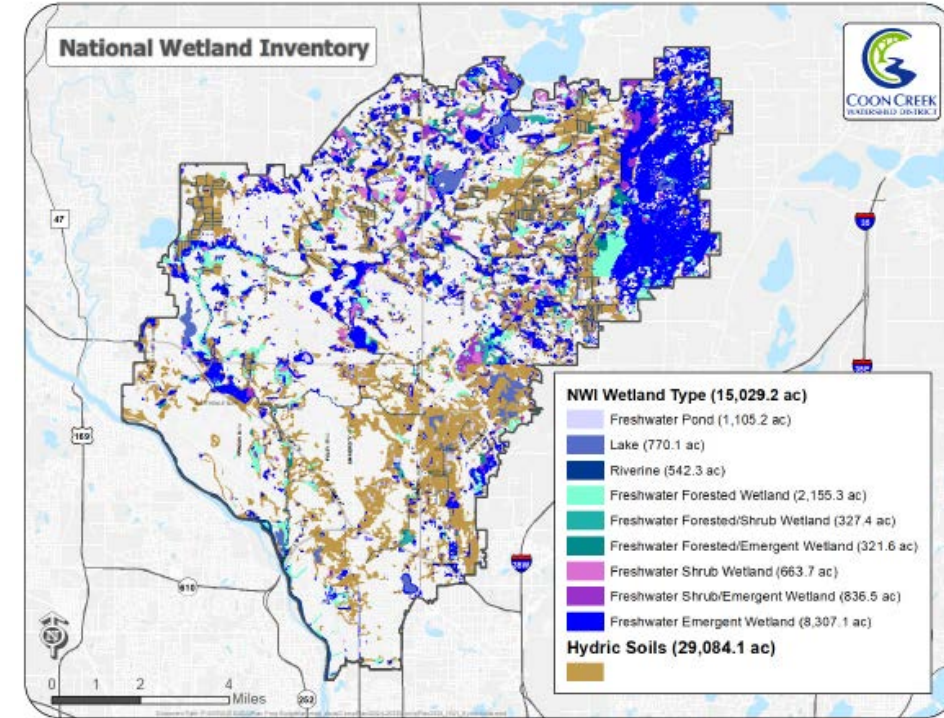 National Wetland Inventory
COON CREEK
WATERSHED DISTRICT
47
35
169
35E
NWI Wetland Type (15,029.2 ac)
Freshwater Pond (1,105.2 ac)
Lake (770.1 ac)
Riverine (542.3 ac)
Freshwater Forested Wetland (2,155.3 ac)
Freshwater Forested/Shrub Wetland (327.4 ac)
Freshwater Forested/Emergent Wetland (321.6 ac)
Freshwater Shrub Wetland (663.7 ac)
Freshwater Shrub/Emergent Wetland (836.5 ac)
Freshwater Emergent Wetland (8,307.1 ac)
Hydric Soils (29,084.1 ac)
35W
610
N
0 1 2 4
Miles
252